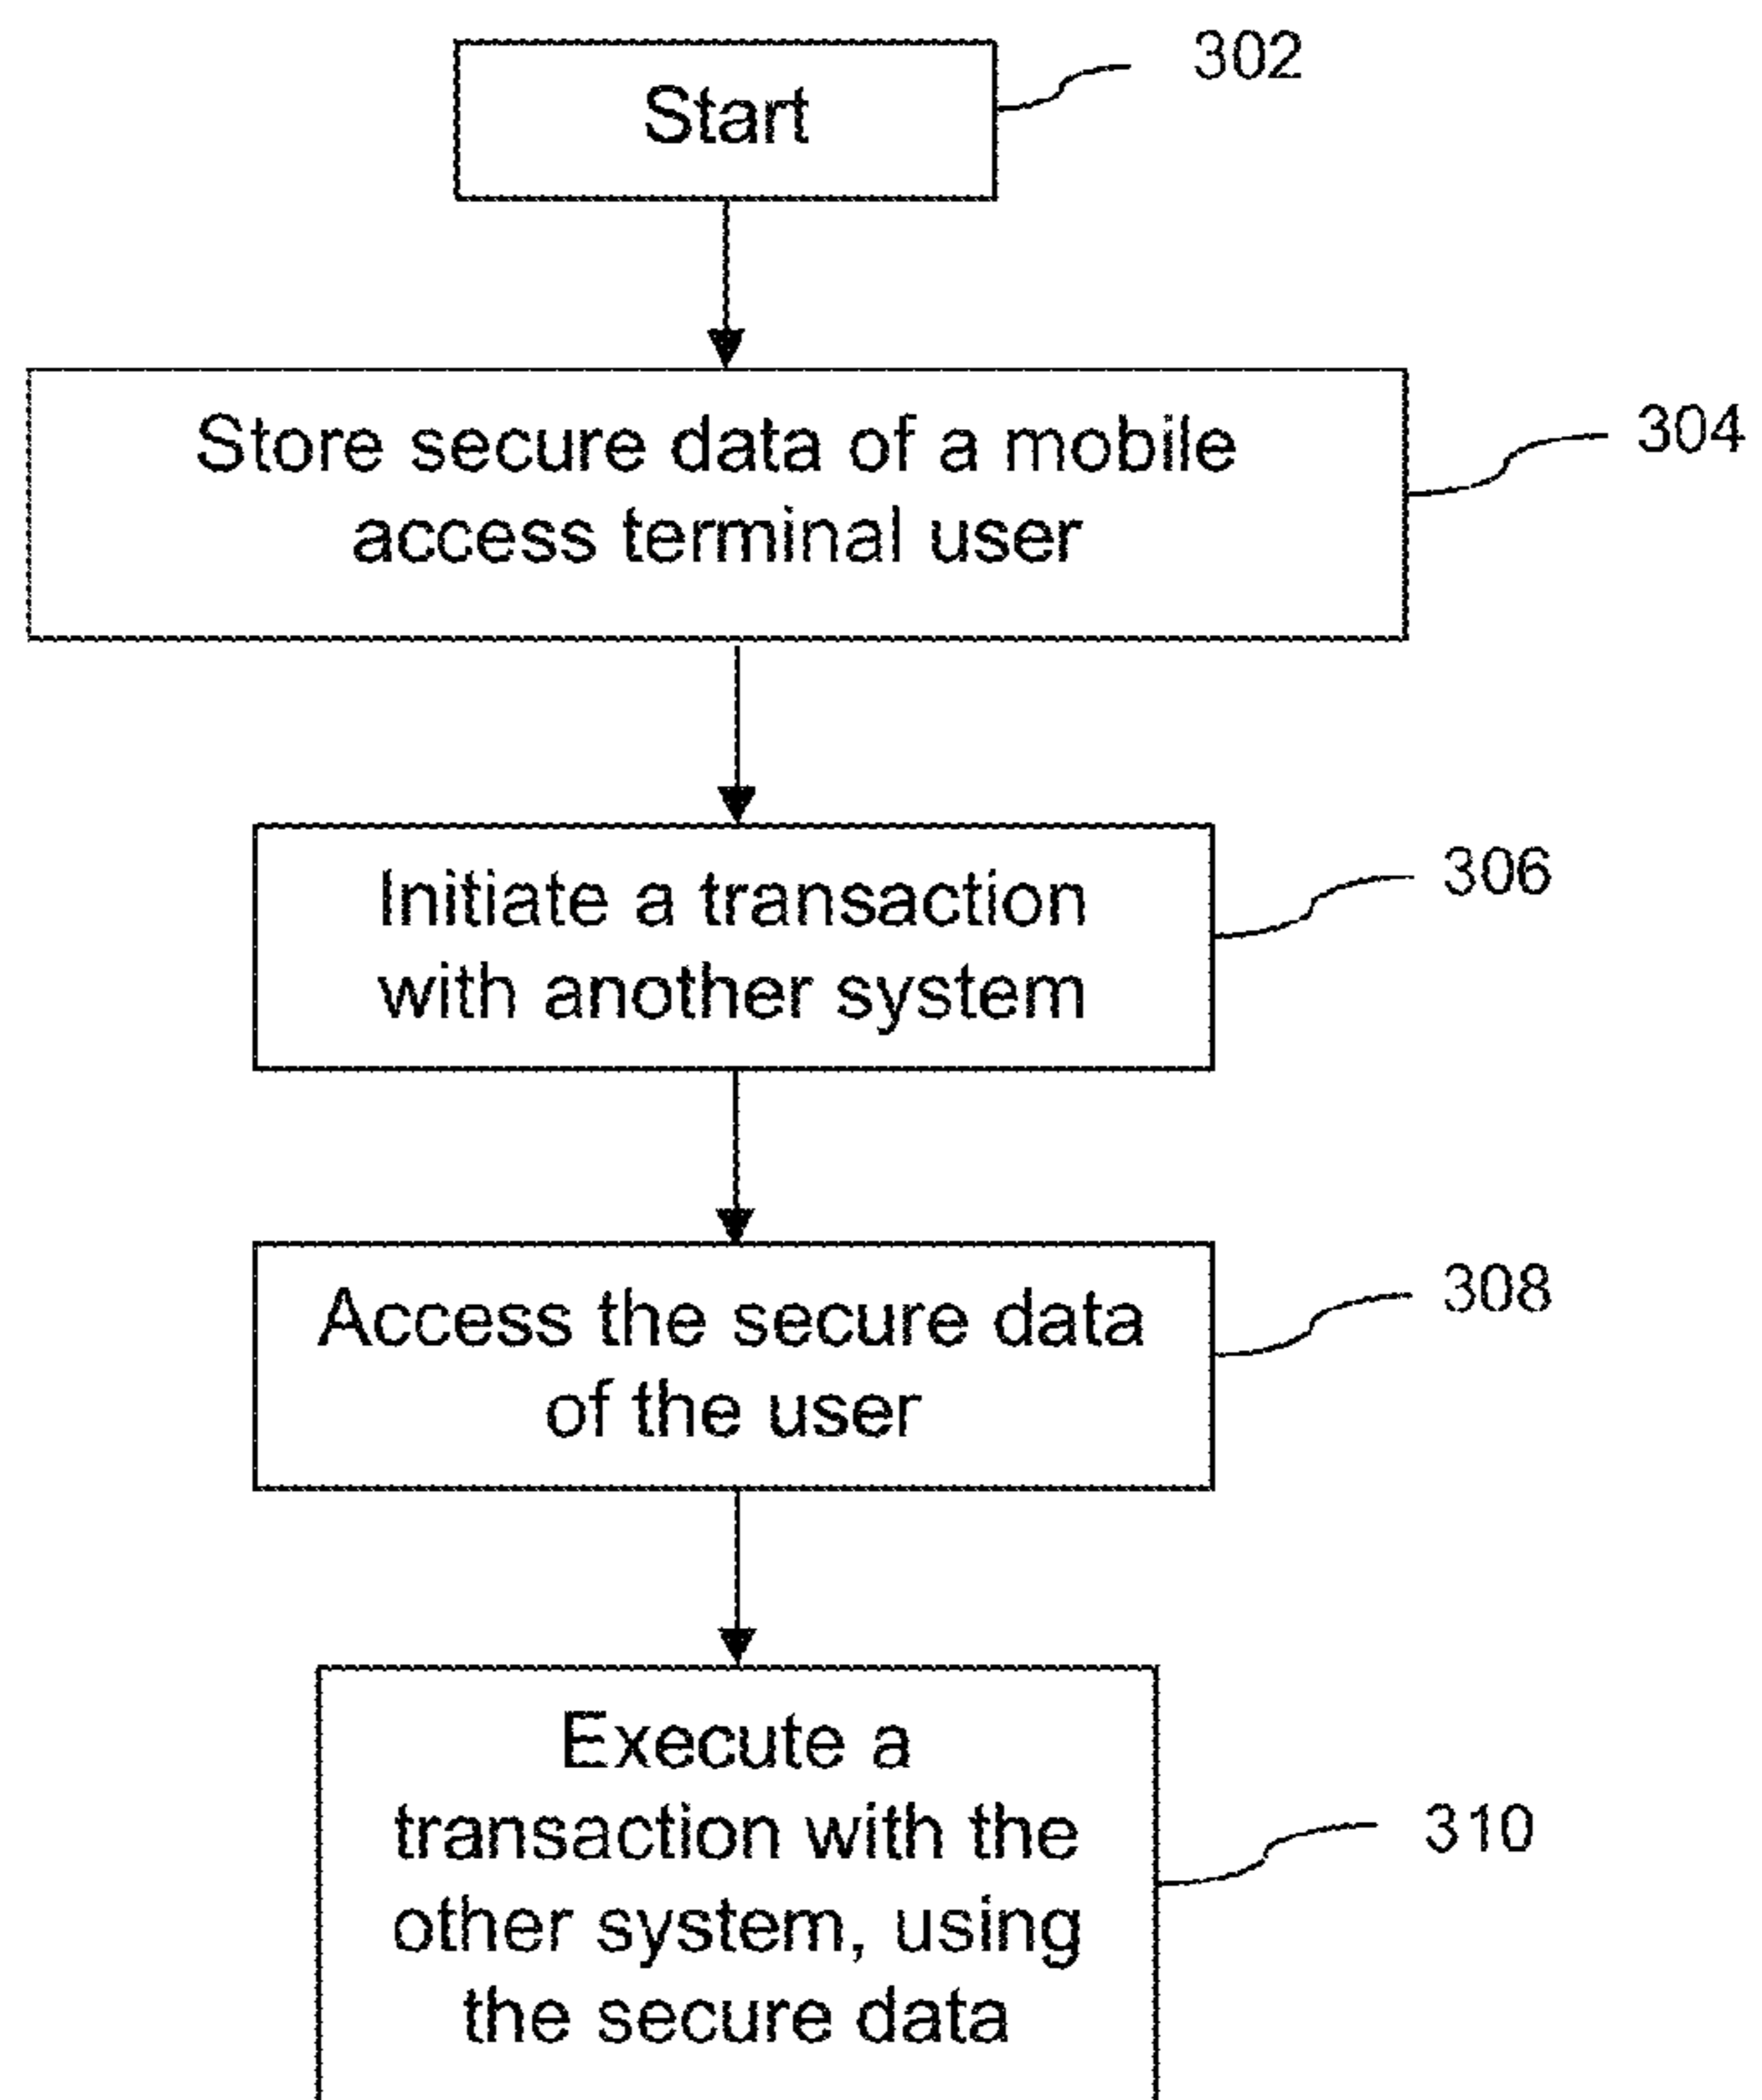 Start
302
Store secure data of a mobile
access terminal user
304
Initiate a transaction
with another system
306
Access the secure data
of the user
308
Execute a
transaction with the
other system, using
the secure data
310